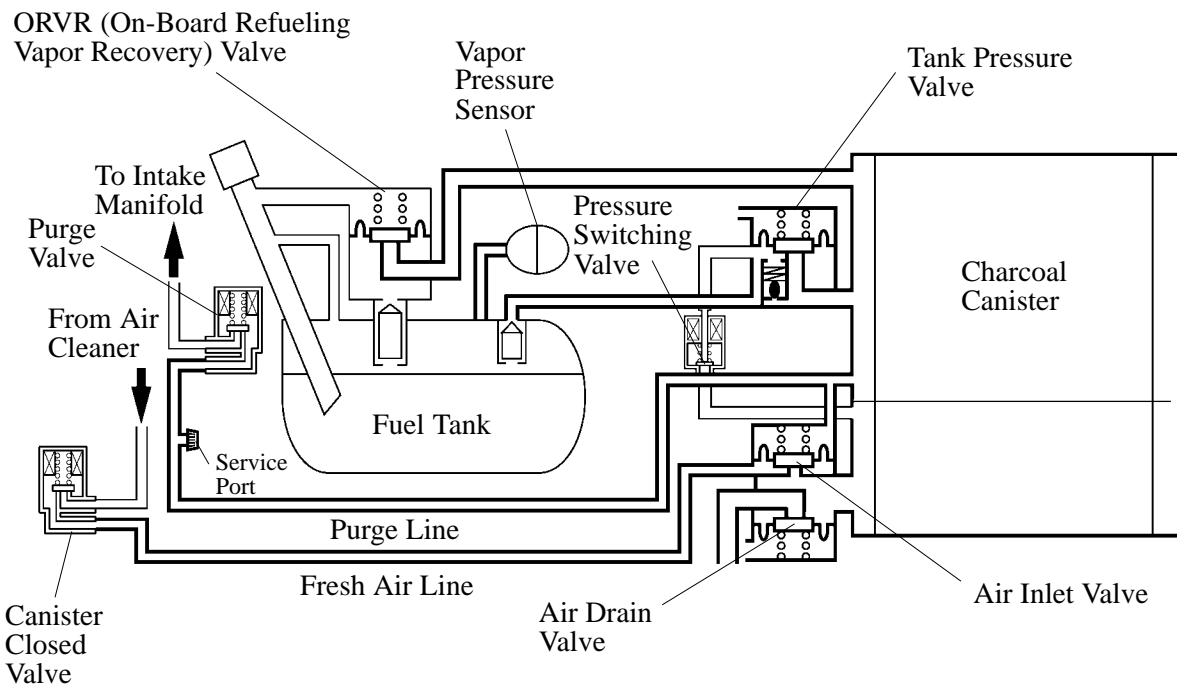 ORVR (On-Board Refueling
Vapor Recovery) Valve
Vapor
Pressure
Sensor
Tank Pressure
Valve
To Intake
Manifold
Purge
Valve
Pressure
Switching
Valve
Charcoal
Canister
From Air
Cleaner
Fuel Tank
Service
Port
Purge Line
Fresh Air Line
Canister
Closed
Valve
Air Drain
Valve
Air Inlet Valve